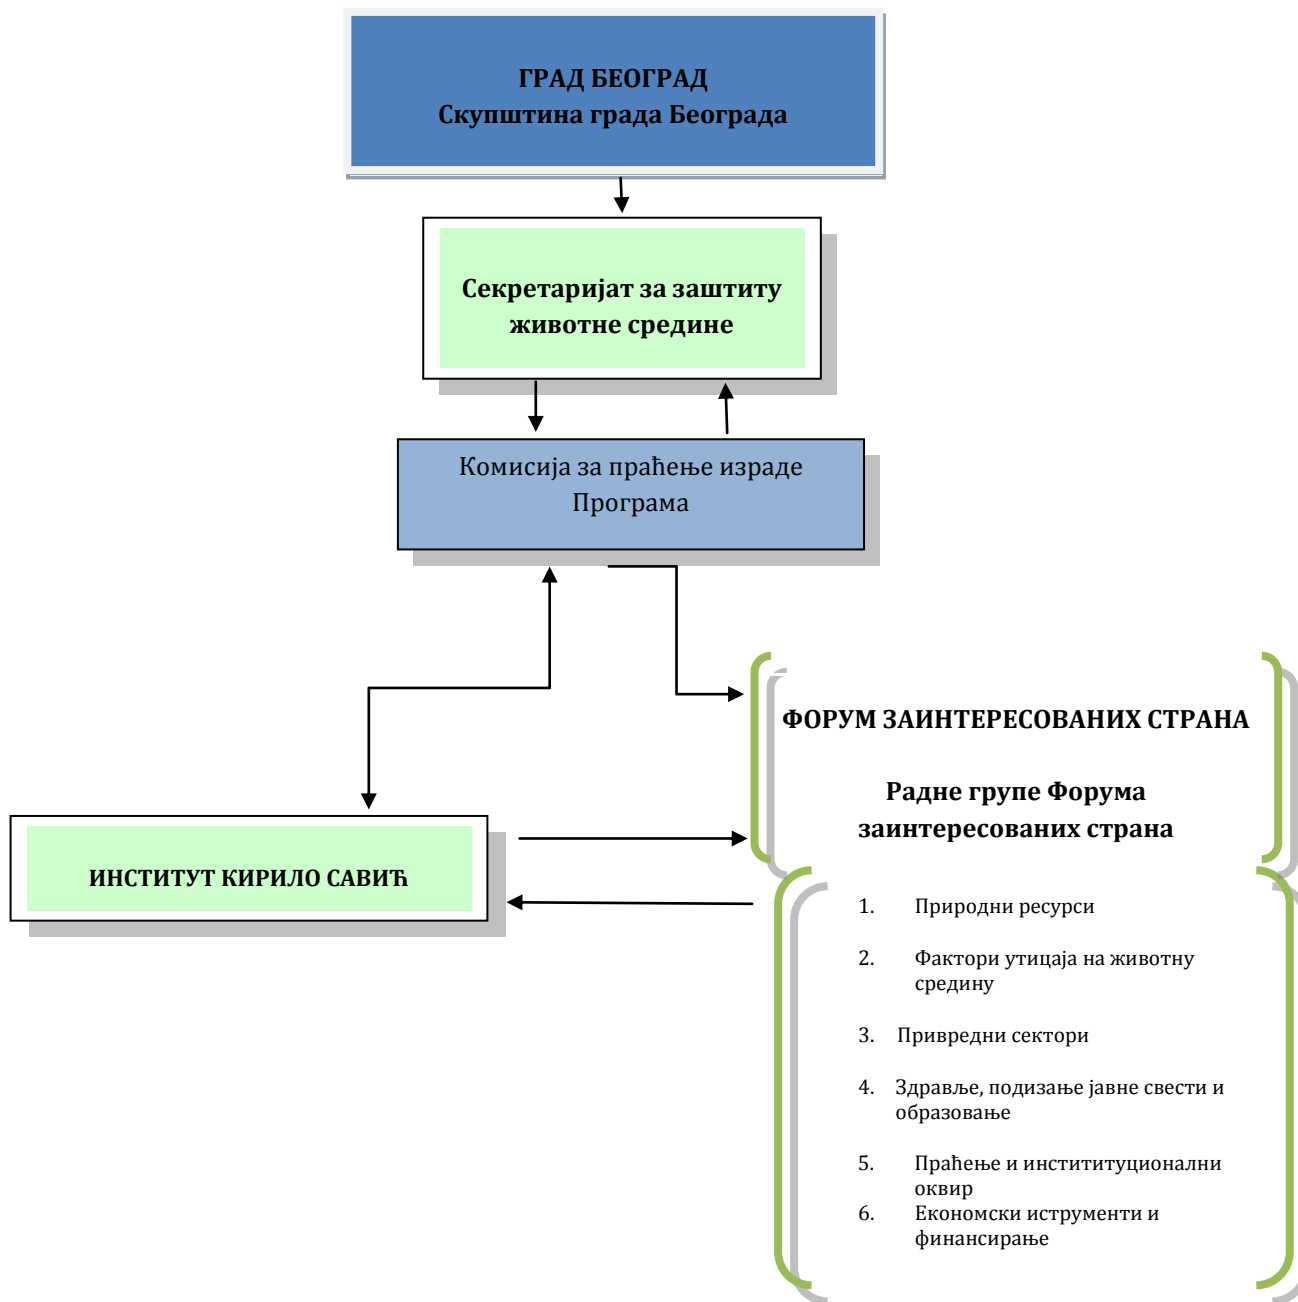 ГРАД БЕОГРАД
Скупштина града Београда
Секретаријат за заштиту
животне средине
Комисија за праћење израде
Програма
ФОРУМ ЗАИНТЕРЕСОВАНИХ СТРАНА
Радне групе Форума
заинтересованих страна
ИНСТИТУТ КИРИЛО САВИЋ
1. Природни ресурси
2. Фактори утицаја на животну
средину
3. Привредни сектори
4. Здравље, подизање јавне свести и
образовање
5. Праћење и инстититуционални
оквир
6. Економски иструменти и
финансирање